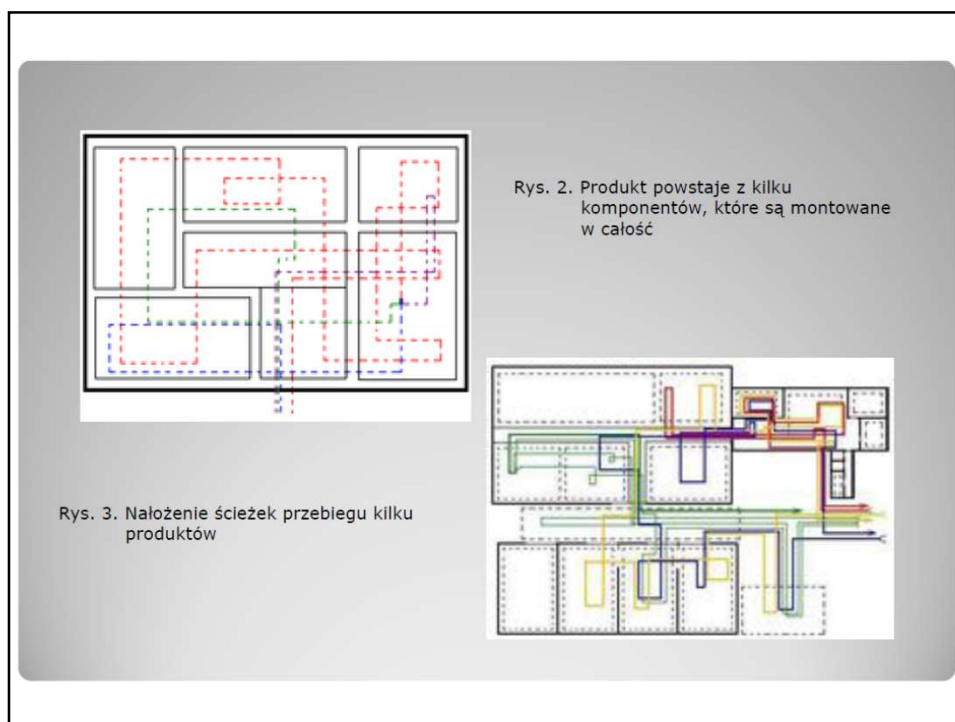 Rys. 2. Produkt powstaje z kilku
komponentów, które są montowane
w całość
Rys. 3. Nałożenie ścieżek przebiegu kilku
produktów